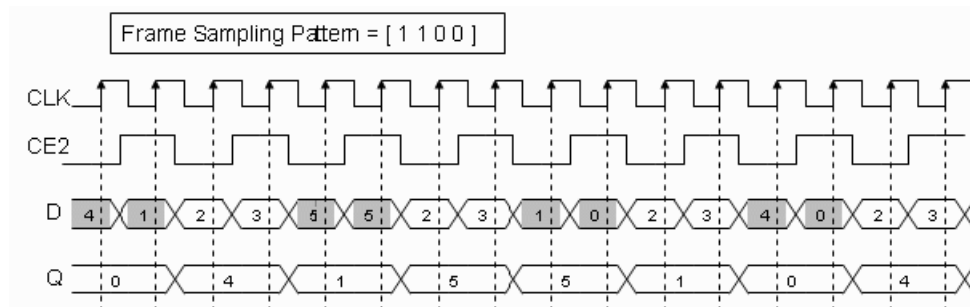 Frame Sampling Pattern = [ 1 1 0 0 ]
CLK
CE2
D 4 1 2 3 5 5 2 3 1 0 2 3 4 0 2 3
Q 0 4 1 5 5 1 0 4